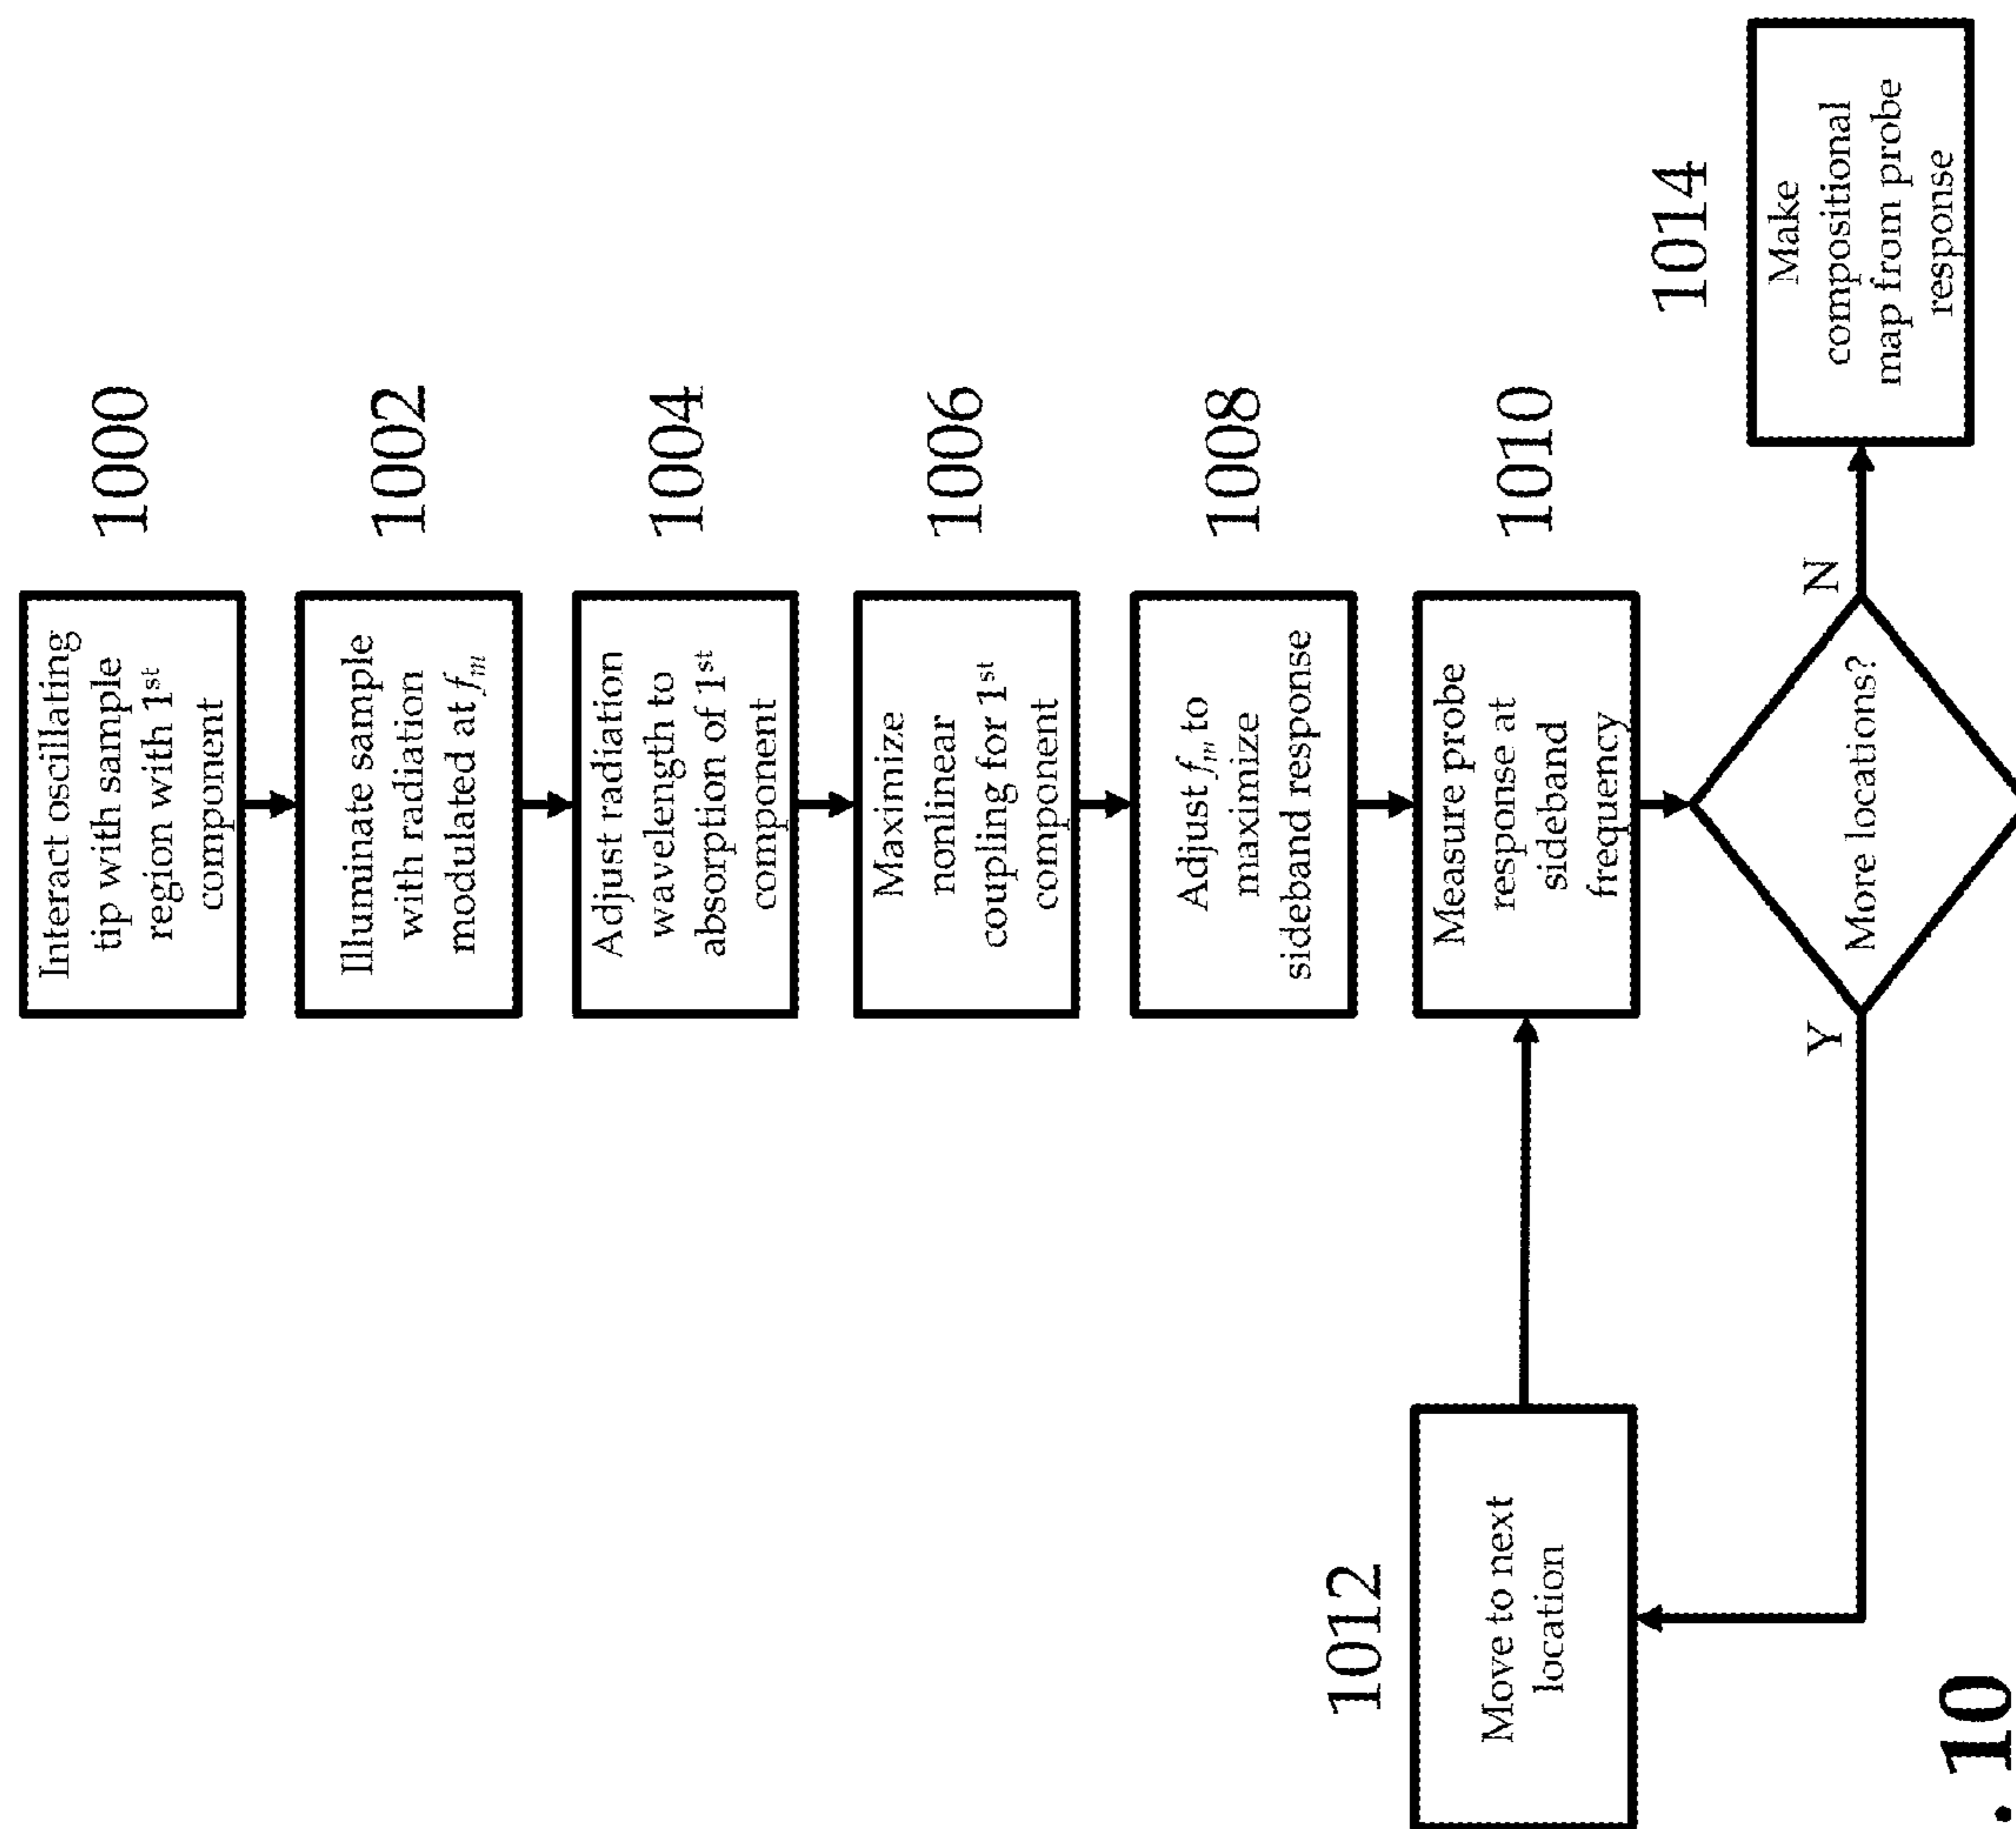 1000
Interact oscillating
tip with sample
region with 1st
component
1002
Illuminate sample
with radiation
modulated at fm
1004
Adjust radiation
wavelength to
absorption of 1st
component
1006
Maximize
nonlinear
coupling for 1st
component
1008
Adjust fm to
maximize
sideband response
1010
Measure probe
response at
sideband
frequency
More locations?
Y
N
1012
Move to next
location
1014
Make
compositional
map from probe
response
. 10